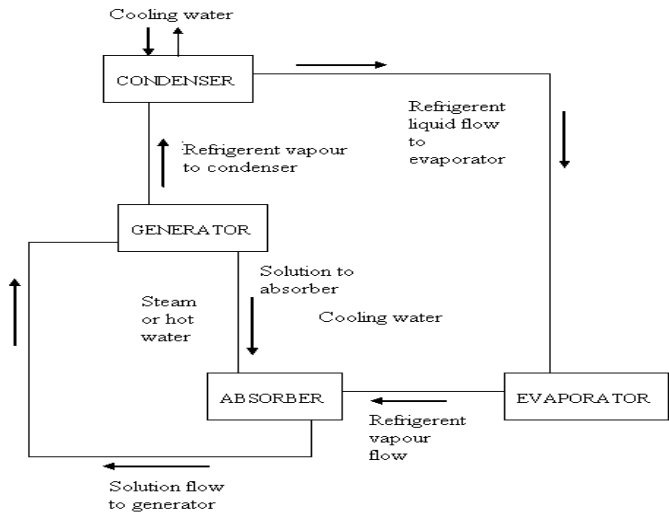 Cooling water
CONDENSER
Refrigerent
liquid flow
to
evaporator
Refrigerent vapour
to condenser
GENERATOR
Solution to
absorber
Steam
or hot
water
Cooling water
ABSORBER
EVAPORATOR
Refrigerent
vapour
flow
Solution flow
to generator